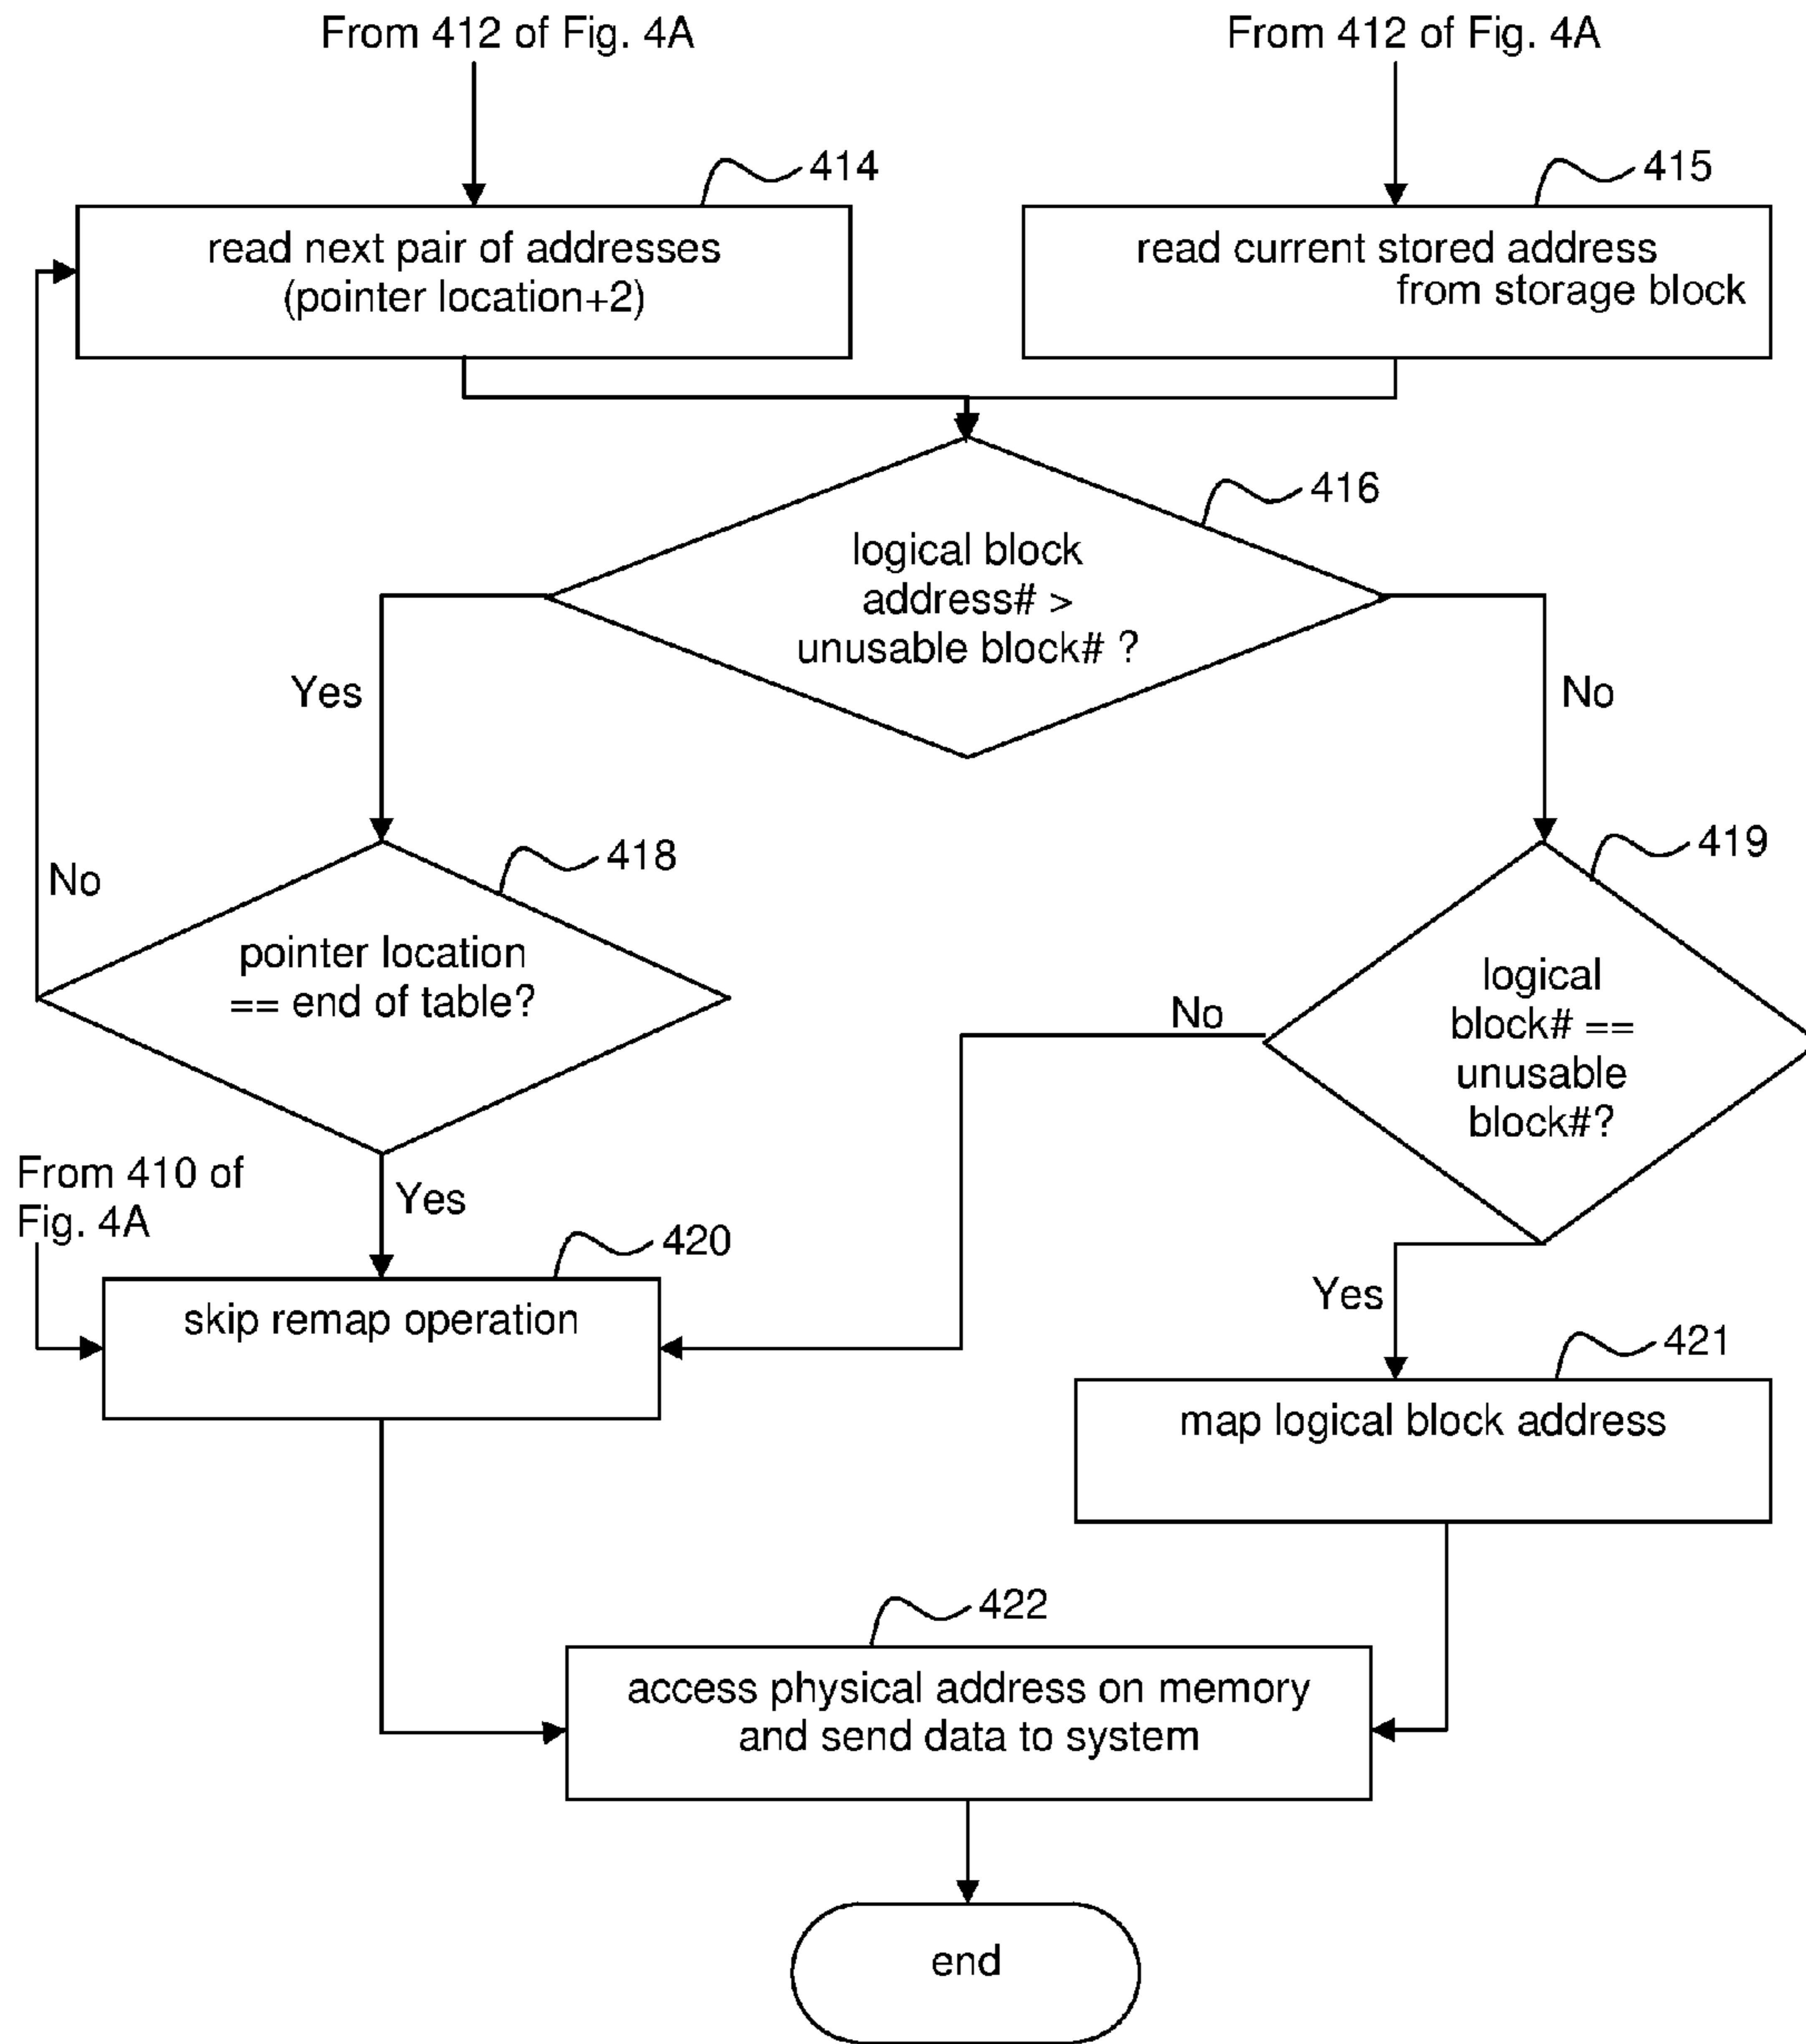 From 412 of Fig. 4A
From 412 of Fig. 4A
414
415
read next pair of addresses
(pointer location+2)
read current stored address
from storage block
416
logical block
address# >
unusable block# ?
Yes
No
418
419
No
pointer location
== end of table?
logical
block# ==
unusable
block#?
No
From 410 of
Fig. 4A
Yes
420
skip remap operation
Yes
421
map logical block address
422
access physical address on memory
and send data to system
end